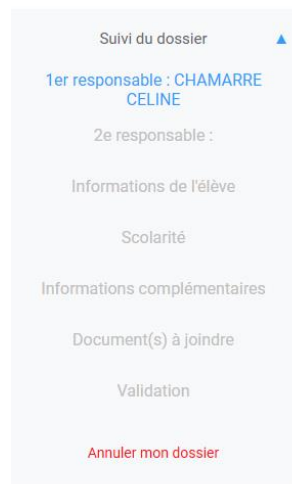 Suivi du dossier ▲
1er responsable : CHAMARRE
CELINE
2e responsable :
Informations de l'élève
Scolarité
Informations complémentaires
Document(s) à joindre
Validation
Annuler mon dossier